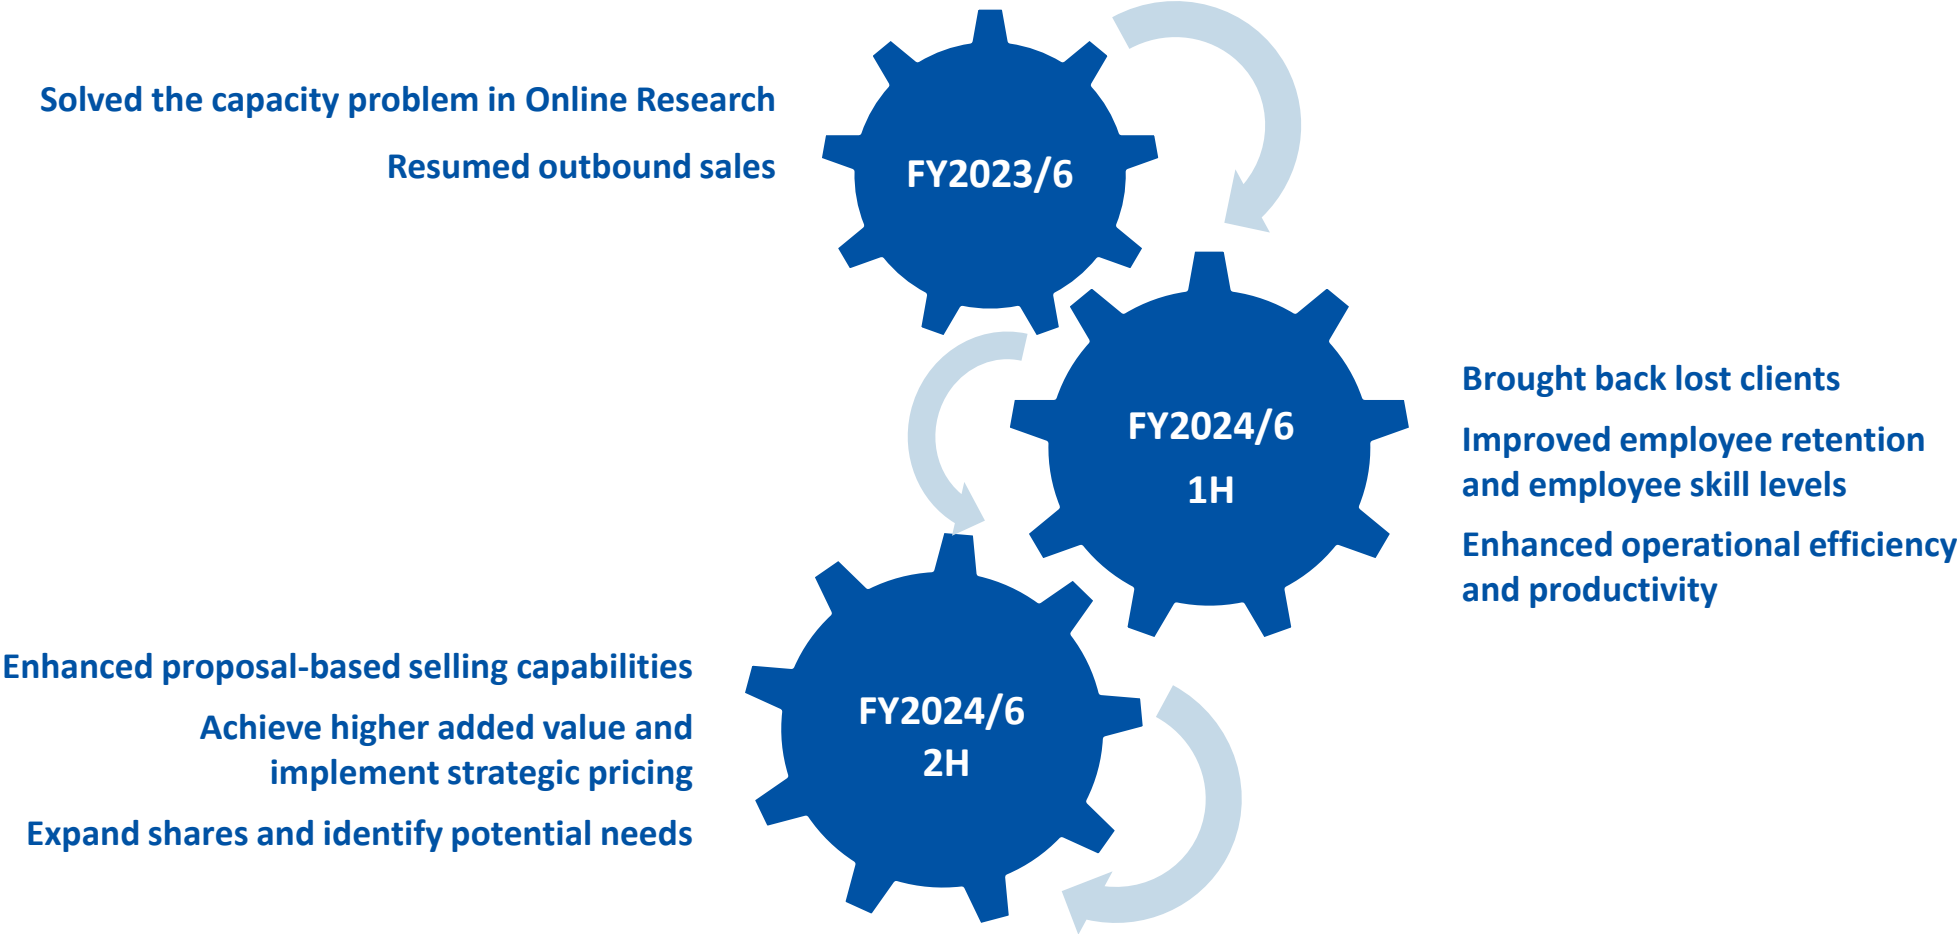 Solved the capacity problem in Online Research
Resumed outbound sales
FY2023/6
FY2024/6
1H
Brought back lost clients
Improved employee retention
and employee skill levels
Enhanced operational efficiency
and productivity
Enhanced proposal-based selling capabilities
Achieve higher added value and
implement strategic pricing
Expand shares and identify potential needs
FY2024/6
2H